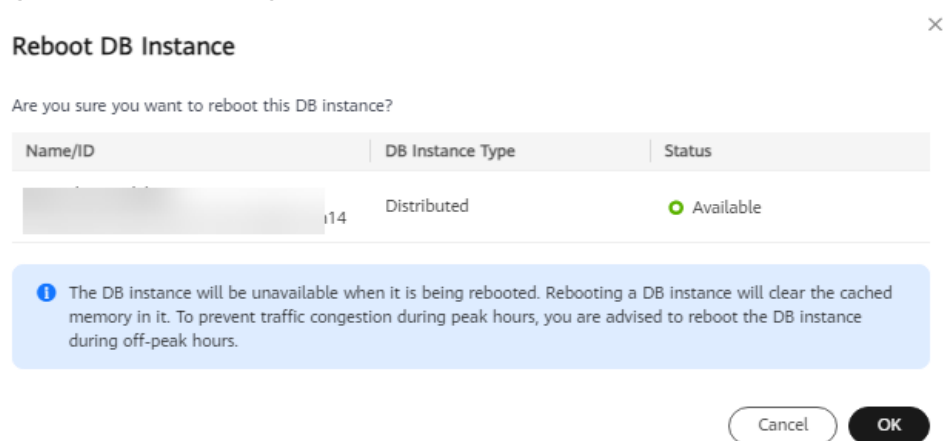 Reboot DB Instance
Are you sure you want to reboot this DB instance?
Name/ID DB Instance Type Status
14 Distributed Available
The DB instance will be unavailable when it is being rebooted. Rebooting a DB instance will clear the cached
memory in it. To prevent traffic congestion during peak hours, you are advised to reboot the DB instance
during off-peak hours.
Cancel OK